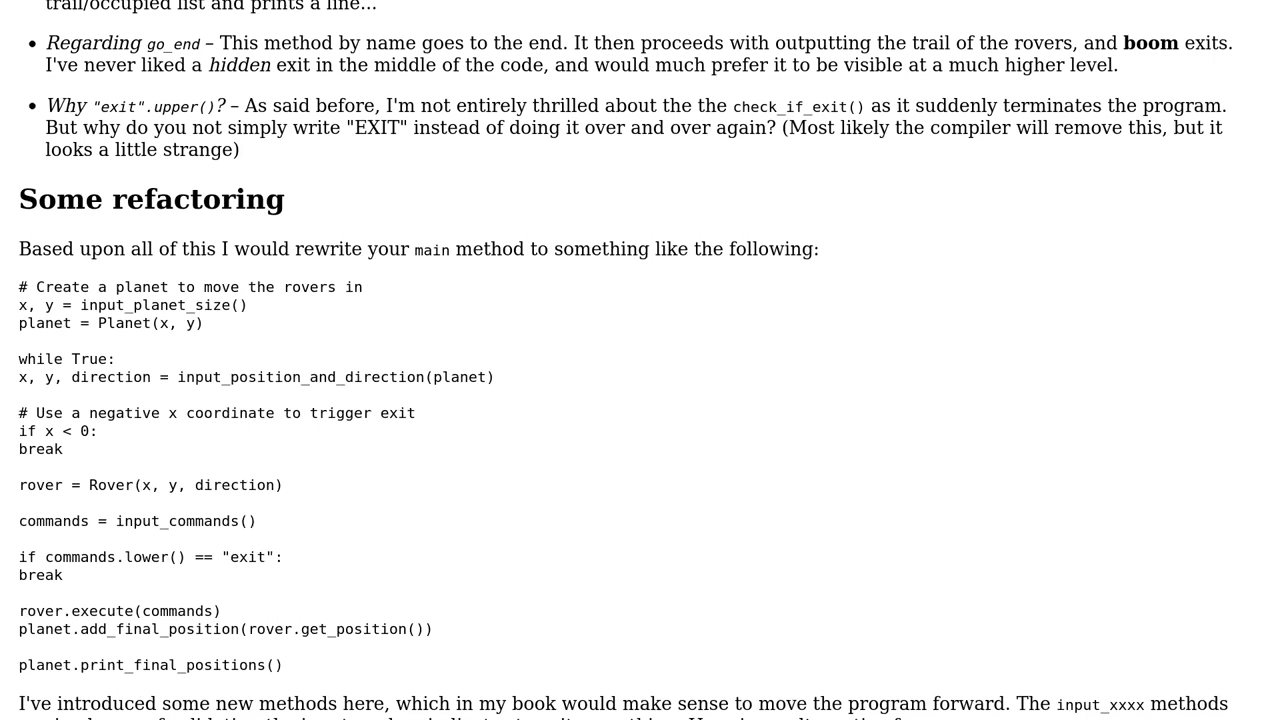 trail/occupied list and prints a line...
• Regarding go_end – This method by name goes to the end. It then proceeds with outputting the trail of the rovers, and boom exits.
I've never liked a hidden exit in the middle of the code, and would much prefer it to be visible at a much higher level.
• Why "exit".upper()? – As said before, I'm not entirely thrilled about the the check_if_exit() as it suddenly terminates the program.
But why do you not simply write "EXIT" instead of doing it over and over again? (Most likely the compiler will remove this, but it
looks a little strange)
Some refactoring
Based upon all of this I would rewrite your main method to something like the following:
# Create a planet to move the rovers in
x, y = input_planet_size()
planet = Planet(x, y)
while True:
x, y, direction = input_position_and_direction(planet)
# Use a negative x coordinate to trigger exit
if x < 0:
break
rover = Rover(x, y, direction)
commands = input_commands()
if commands.lower() == "exit":
break
rover.execute(commands)
planet.add_final_position(rover.get_position())
planet.print_final_positions()
I've introduced some new methods here, which in my book would make sense to move the program forward. The input_xxxx methods